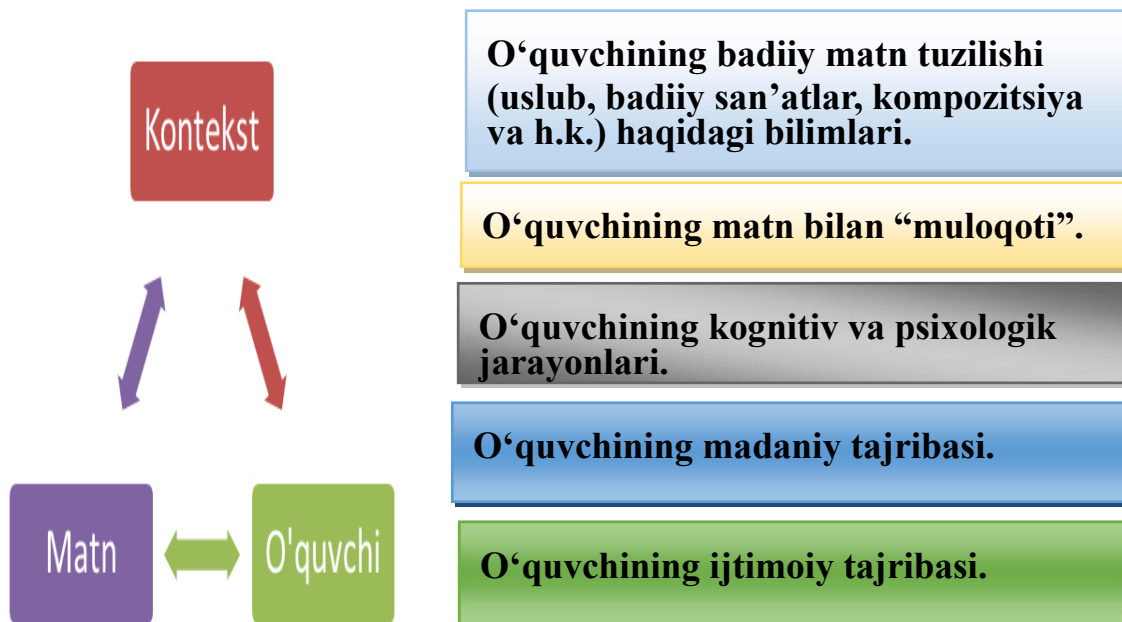 Kontekst
Matn
O'quvchi
O‘quvchining badiiy matn tuzilishi
(uslub, badiiy san’atlar, kompozitsiya
va h.k.) haqidagi bilimlari.
O‘quvchining matn bilan “muloqoti”.
O‘quvchining kognitiv va psixologik
jarayonlari.
O‘quvchining madaniy tajribasi.
O‘quvchining ijtimoiy tajribasi.